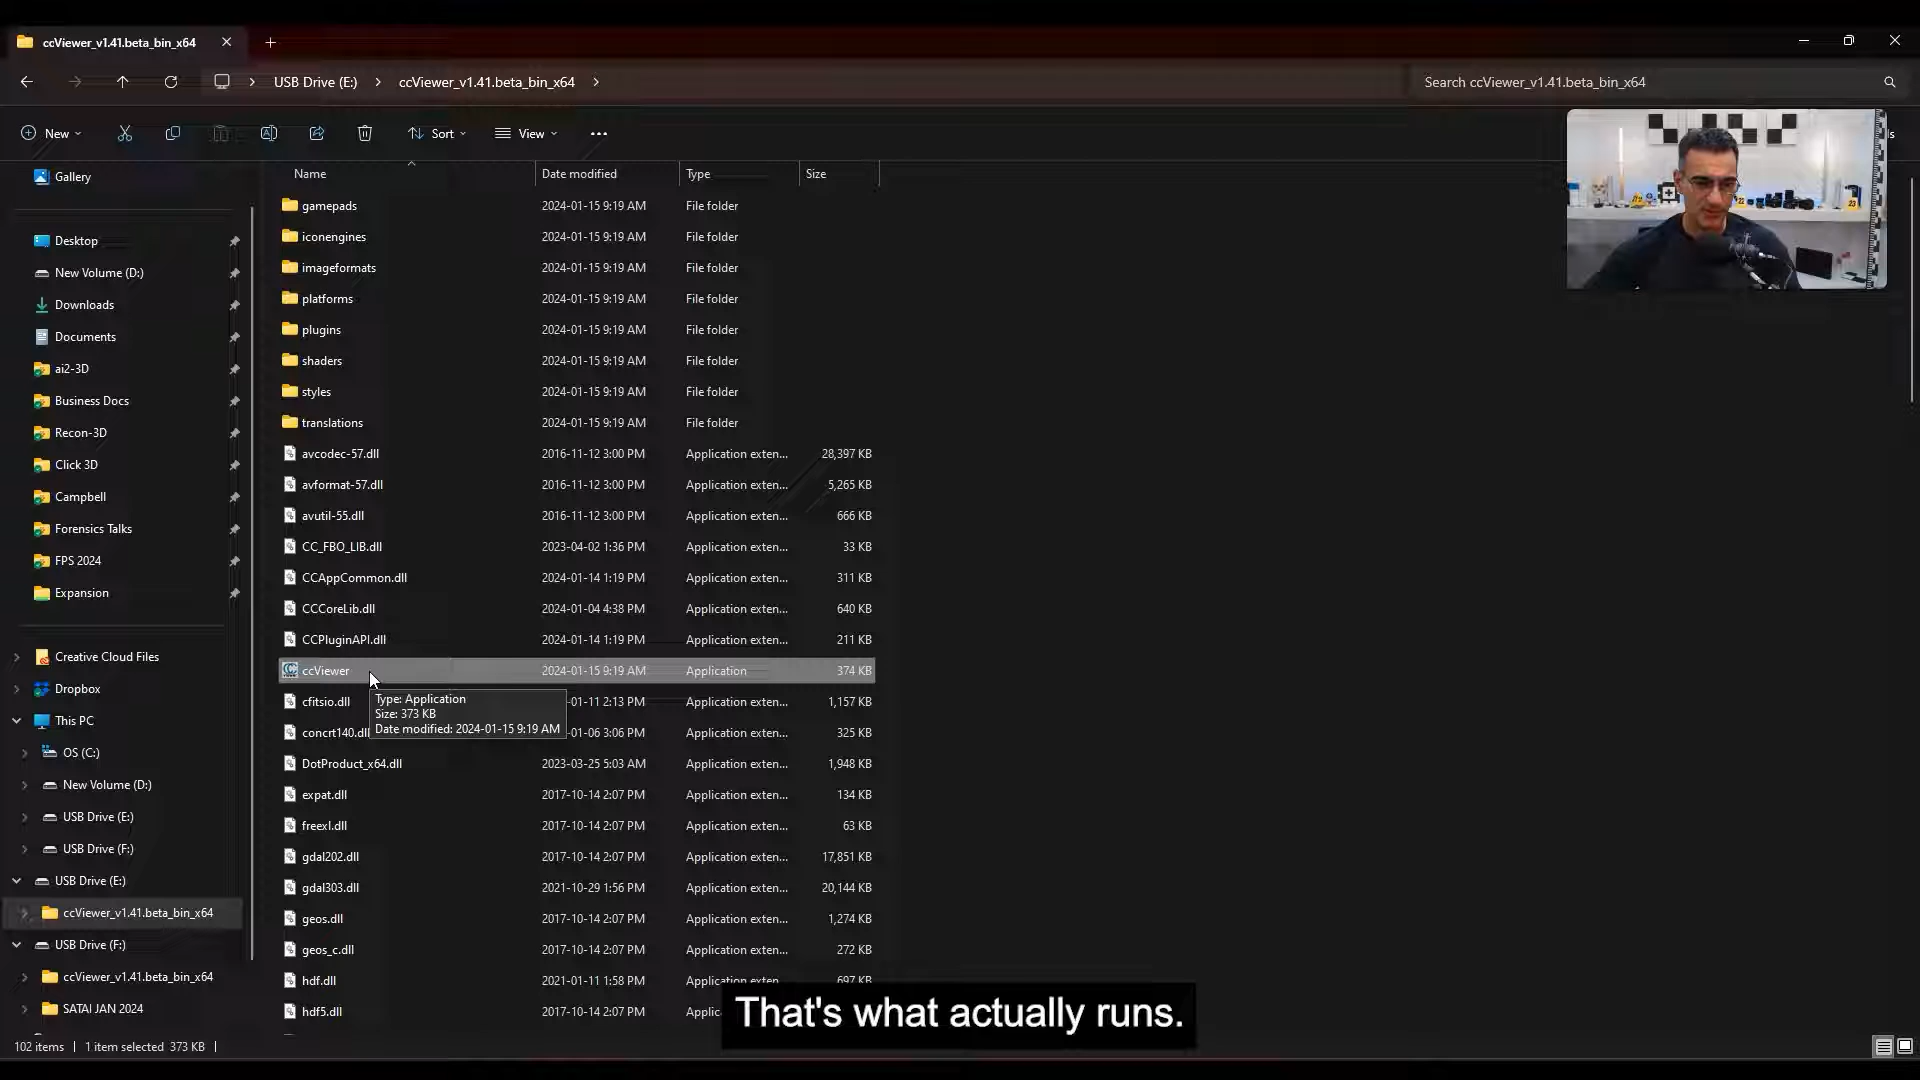 ccViewer_v1.41.beta_bin_x64
USB Drive (E:) ccViewer_v1.41.beta_bin_x64
Search ccViewer_v1.41.beta_bin_x64
New Sort View
Gallery
Desktop
New Volume (D:)
Downloads
Documents
ai2-3D
Business Docs
Recon-3D
Click 3D
Campbell
Forensics Talks
FPS 2024
Expansion
Creative Cloud Files
Dropbox
This PC
OS (C:)
New Volume (D:)
USB Drive (E:)
USB Drive (F:)
USB Drive (E:)
ccViewer_v1.41.beta_bin_x64
USB Drive (F:)
ccViewer_v1.41.beta_bin_x64
SATAI JAN 2024
Name Date modified Type Size
gamepads 2024-01-15 9:19 AM File folder
iconengines 2024-01-15 9:19 AM File folder
imageformats 2024-01-15 9:19 AM File folder
platforms 2024-01-15 9:19 AM File folder
plugins 2024-01-15 9:19 AM File folder
shaders 2024-01-15 9:19 AM File folder
styles 2024-01-15 9:19 AM File folder
translations 2024-01-15 9:19 AM File folder
avcodec-57.dll 2016-11-12 3:00 PM Application exten... 28,397 KB
avformat-57.dll 2016-11-12 3:00 PM Application exten... 5,265 KB
avutil-55.dll 2016-11-12 3:00 PM Application exten... 666 KB
CC_FBO_LIB.dll 2023-04-02 1:36 PM Application exten... 33 KB
CCAppCommon.dll 2024-01-14 1:19 PM Application exten... 311 KB
CCCoreLib.dll 2024-01-04 4:38 PM Application exten... 640 KB
CCPluginAPI.dll 2024-01-14 1:19 PM Application exten... 211 KB
ccViewer 2024-01-15 9:19 AM Application 374 KB
cfitsio.dll -01-11 2:13 PM Application exten... 1,157 KB
concrt140.dll -01-06 3:06 PM Application exten... 325 KB
Type: Application
Size: 373 KB
Date modified: 2024-01-15 9:19 AM
DotProduct_x64.dll 2023-03-25 5:03 AM Application exten... 1,948 KB
expat.dll 2017-10-14 2:07 PM Application exten... 134 KB
freexl.dll 2017-10-14 2:07 PM Application exten... 63 KB
gdal202.dll 2017-10-14 2:07 PM Application exten... 17,851 KB
gdal303.dll 2021-10-29 1:56 PM Application exten... 20,144 KB
geos.dll 2017-10-14 2:07 PM Application exten... 1,274 KB
geos_c.dll 2017-10-14 2:07 PM Application exten... 272 KB
hdf.dll 2021-01-11 1:58 PM Application exten... 697 KB
hdf5.dll 2017-10-14 2:07 PM
That's what actually runs.
102 items 1 item selected 373 KB